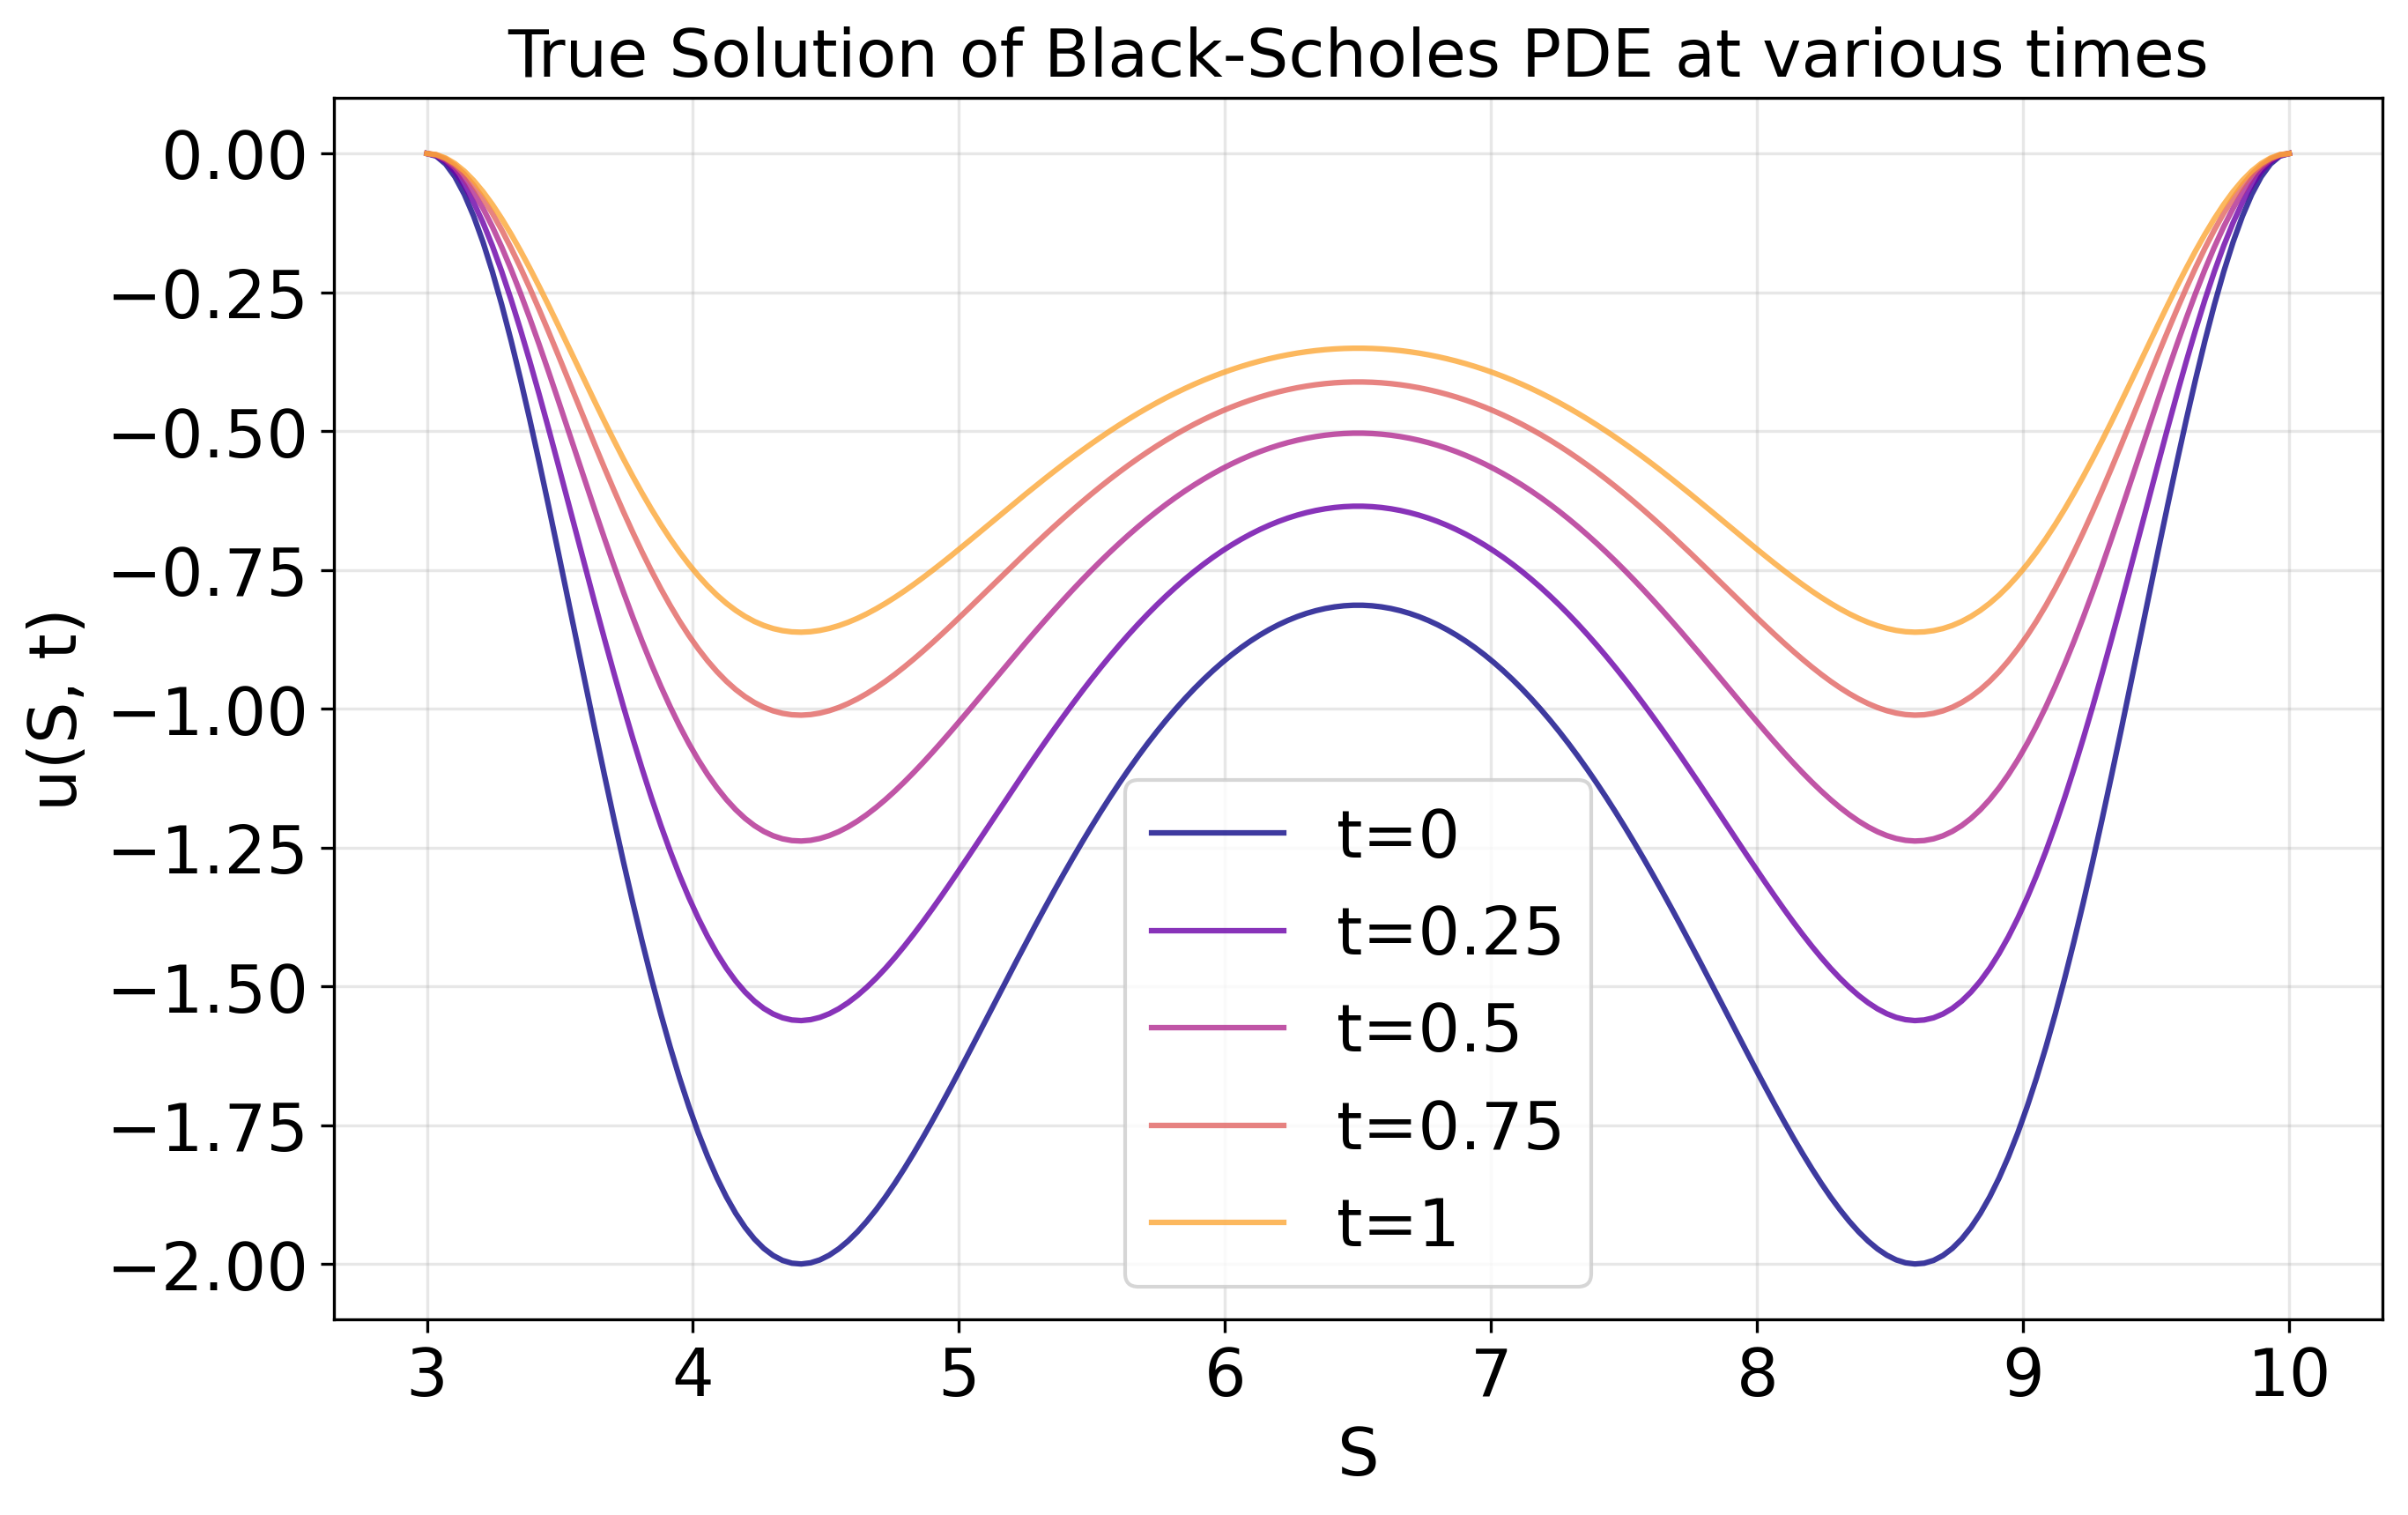 True Solution of Black-Scholes PDE at various times
u(S, t)
0.00
−0.25
−0.50
−0.75
−1.00
−1.25
−1.50
−1.75
−2.00
t=0
t=0.25
t=0.5
t=0.75
t=1
3 4 5 6 7 8 9 10
S